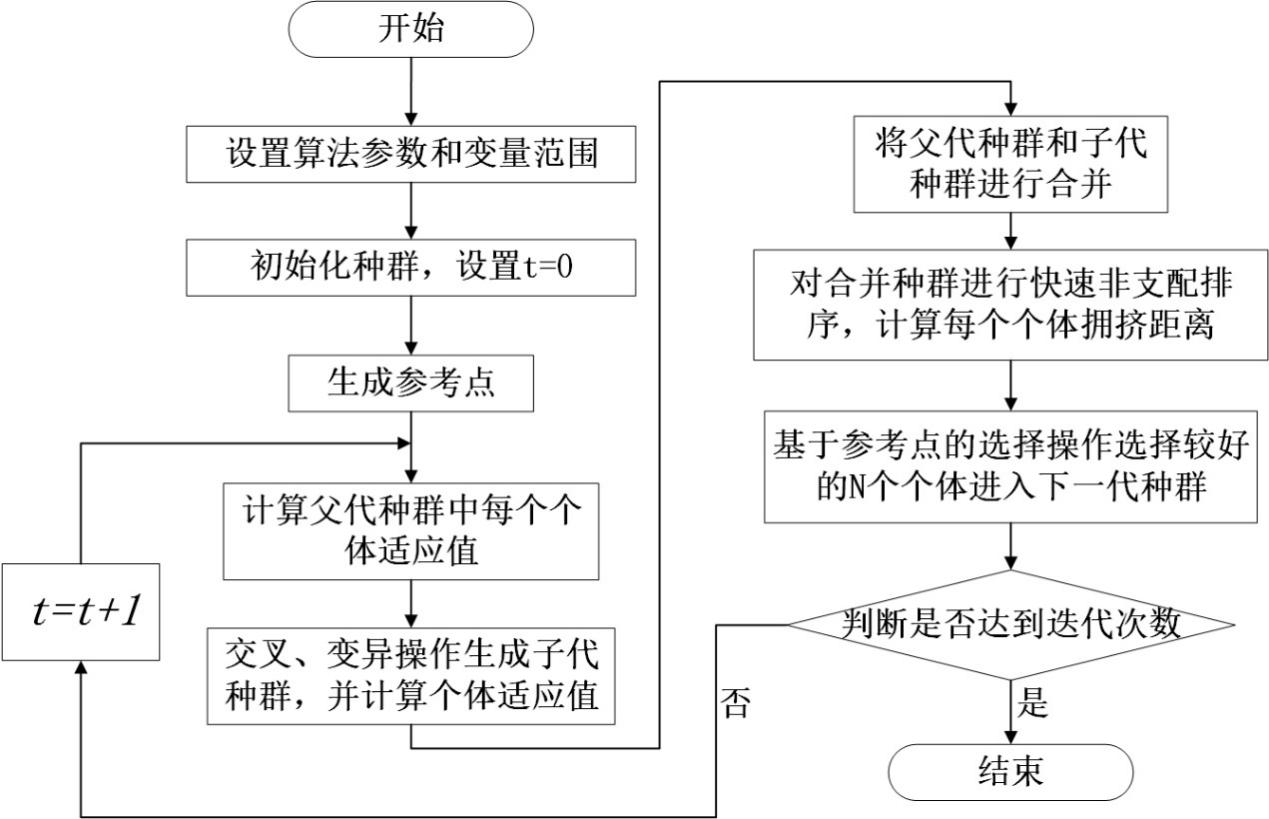 开始
设置算法参数和变量范围
初始化种群，设置t=0
生成参考点
计算父代种群中每个个
体适应值
交叉、变异操作生成子代
种群，并计算个体适应值
t=t+1
将父代种群和子代
种群进行合并
对合并种群进行快速非支配排
序，计算每个个体拥挤距离
基于参考点的选择操作选择较好
的N个个体进入下一代种群
判断是否达到迭代次数
否
是
结束